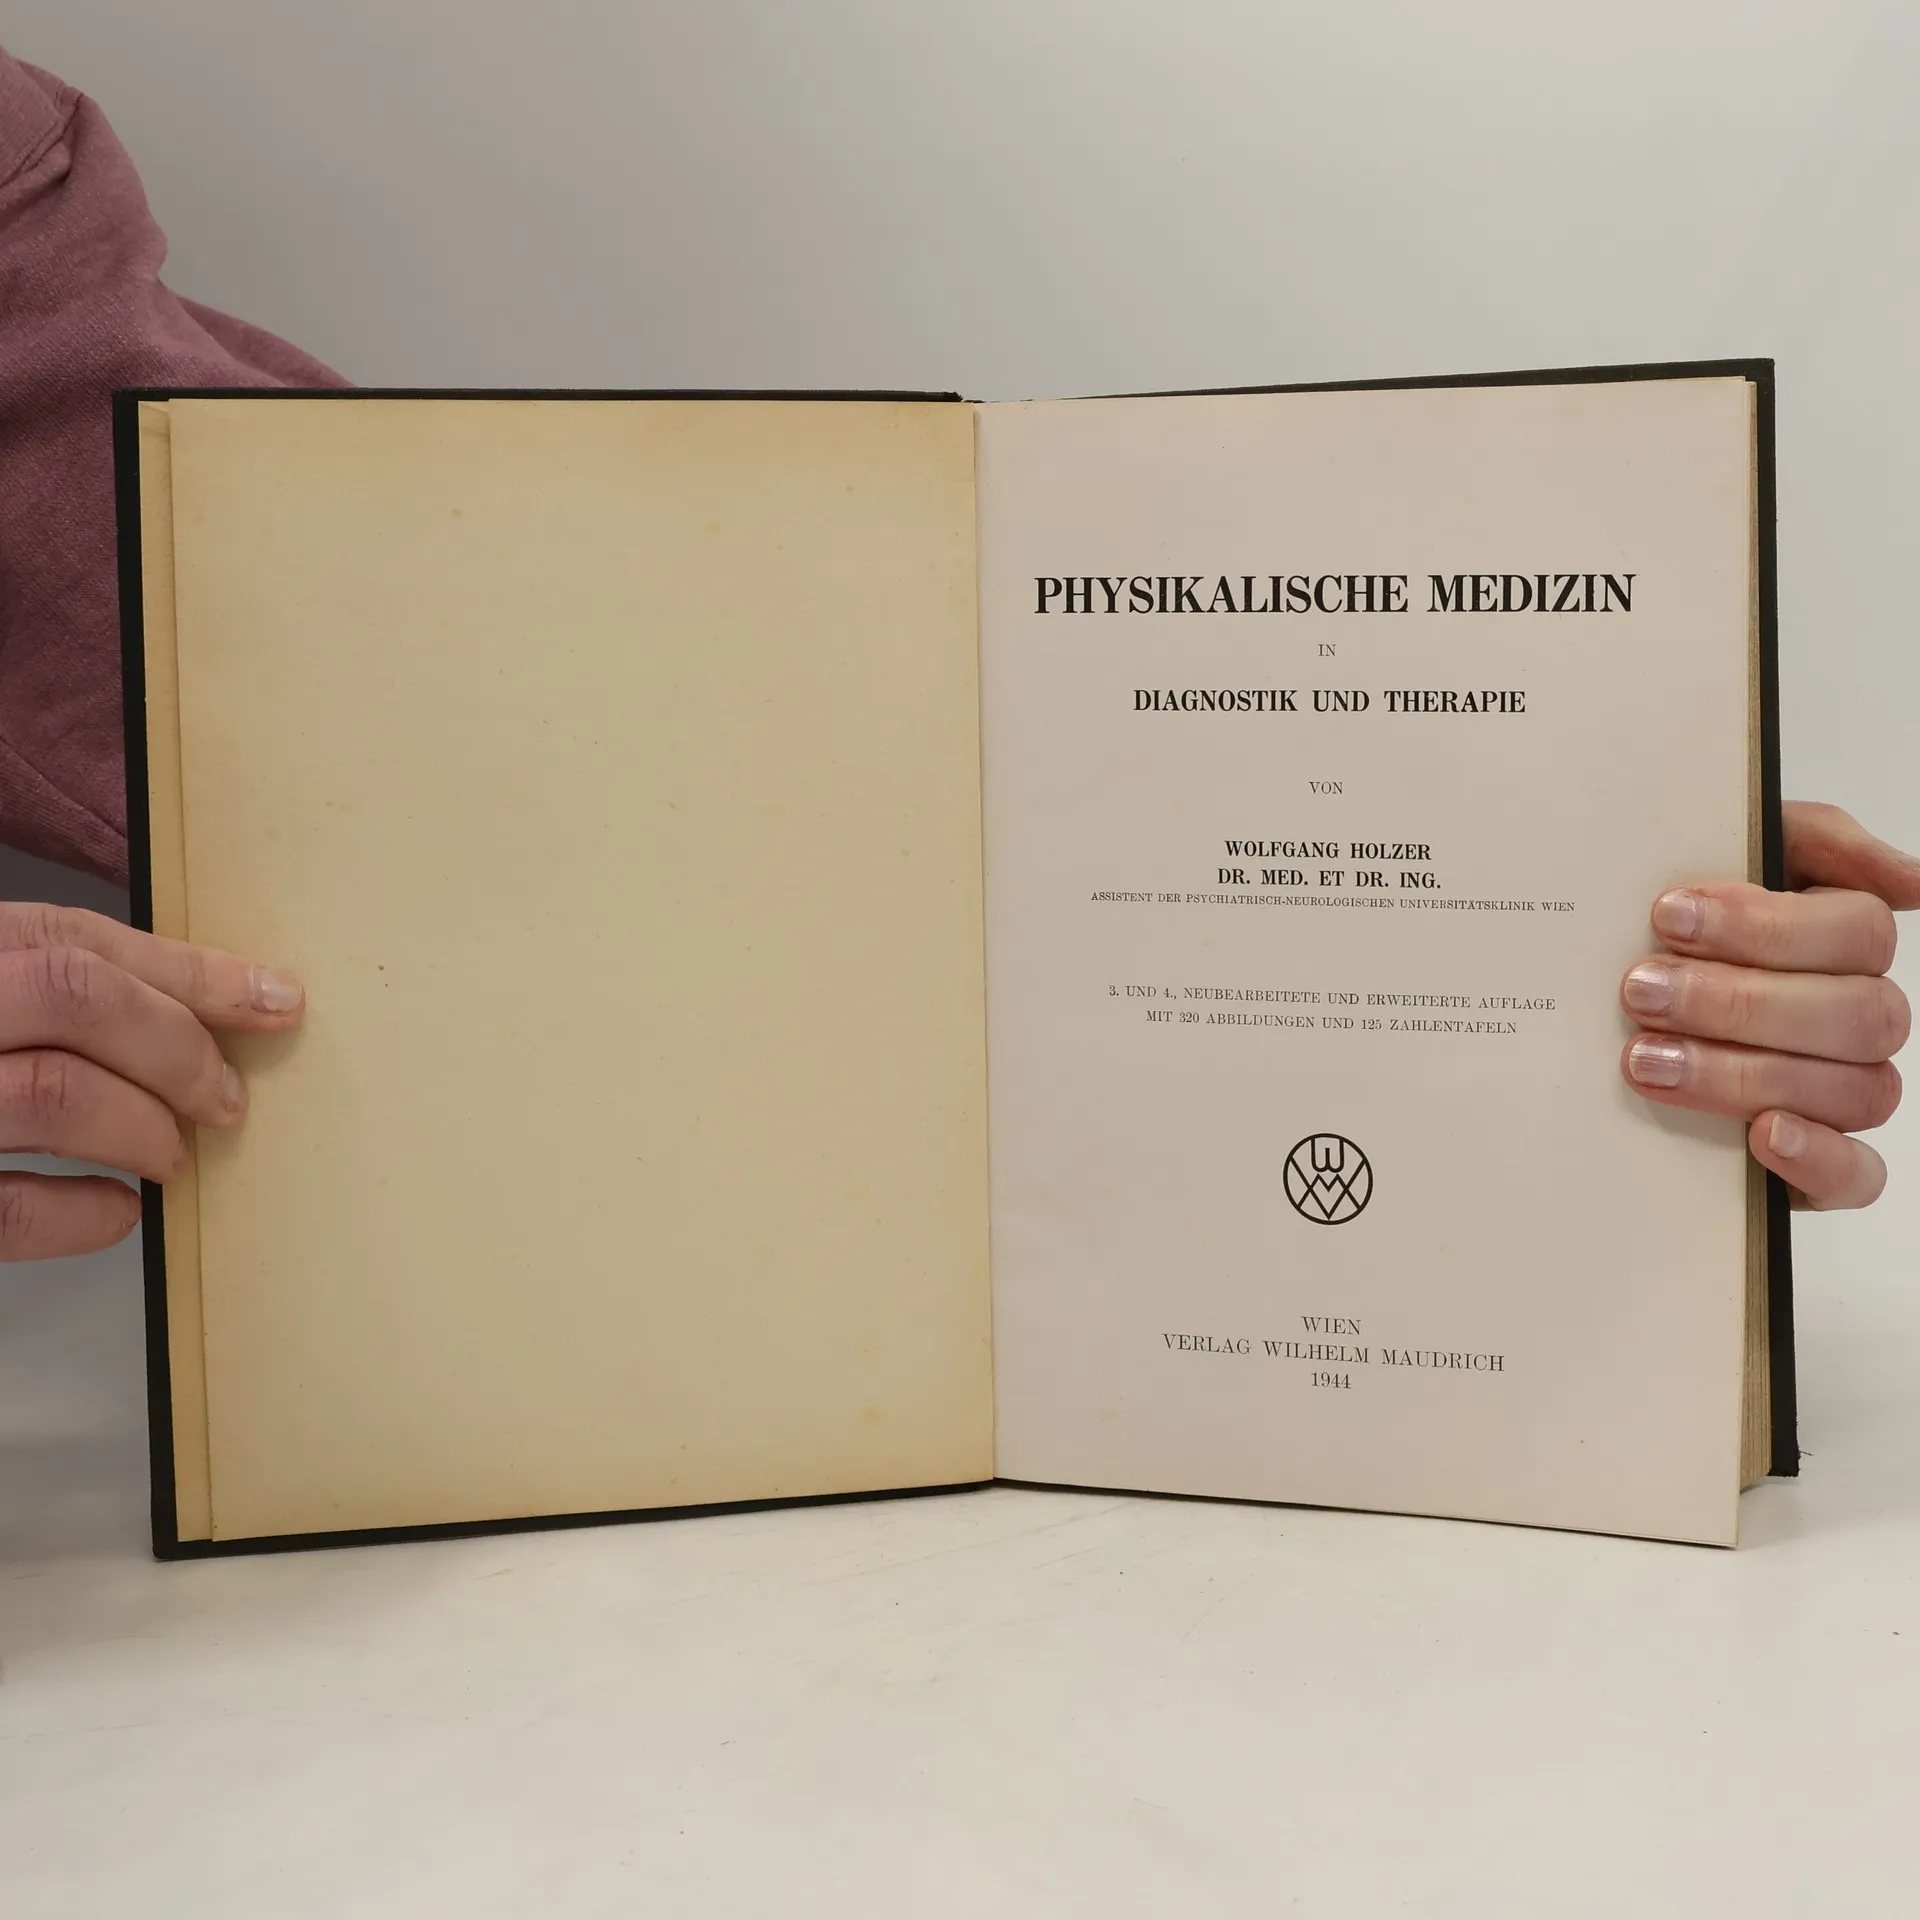 PHYSIKALISCHE MEDIZIN
IN
DIAGNOSTIK UND THERAPIE
VON
WOLFGANG HOLZER
DR. MED. ET DR. ING.
ASSISTENT DER PSYCHIATRISCH-NEUROLOGISCHEN UNIVERSITÄTSKLINIK WIEN
3. UND 4., NEUBEARBEITETE UND ERWEITERTE AUFLAGE
MIT 320 ABBILDUNGEN UND 125 ZAHLENTAFELN
WMV
WIEN
VERLAG WILHELM MAUDRICH
1944